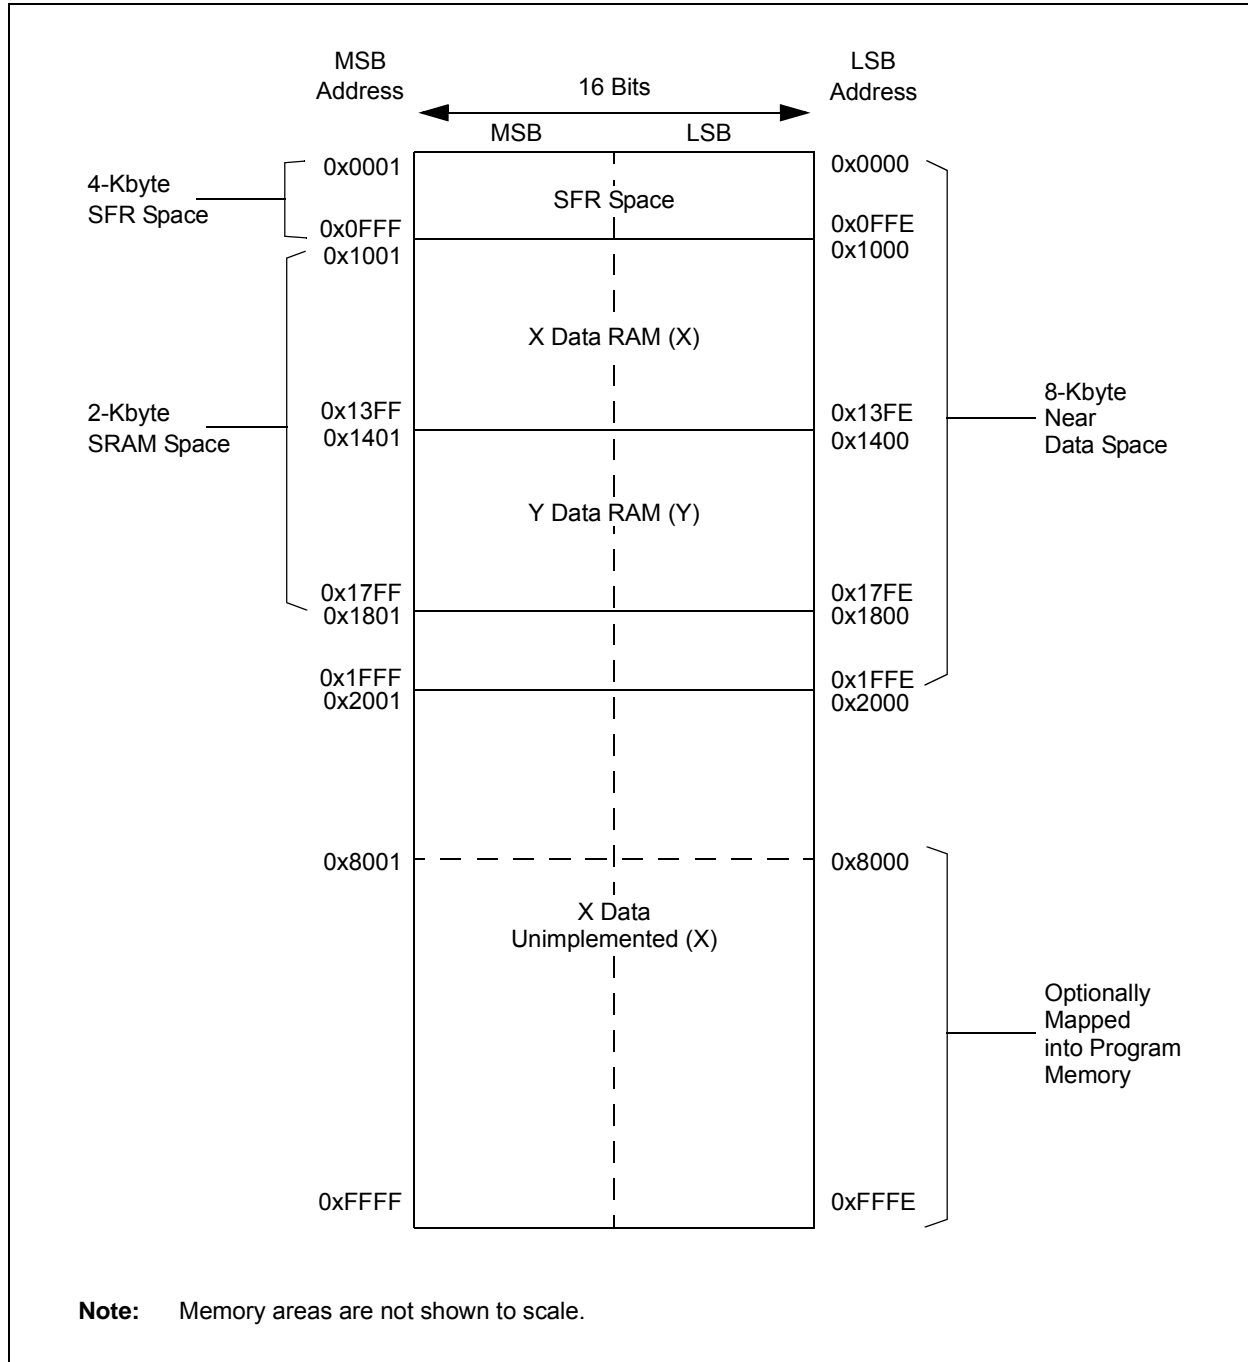 MSB
Address
16 Bits
LSB
Address
MSB
LSB
0x0001
0x0000
4-Kbyte
SFR Space
SFR Space
0x0FFF
0x0FFE
0x1001
0x1000
X Data RAM (X)
2-Kbyte
SRAM Space
0x13FF
0x13FE
0x1401
0x1400
8-Kbyte
Near
Data Space
Y Data RAM (Y)
0x17FF
0x17FE
0x1801
0x1800
0x1FFF
0x1FFE
0x2001
0x2000
0x8001
0x8000
X Data
Unimplemented (X)
Optionally
Mapped
into Program
Memory
0xFFFF
0xFFFE
Note: Memory areas are not shown to scale.